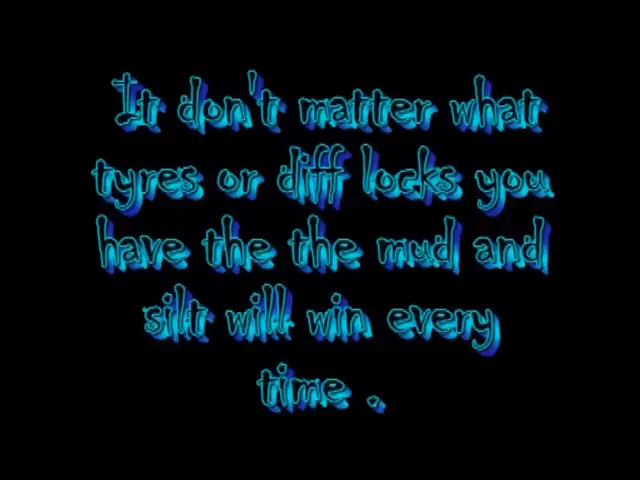 It don't matter what
tyres or diff locks you
have the the mud and
silt will win every
time .